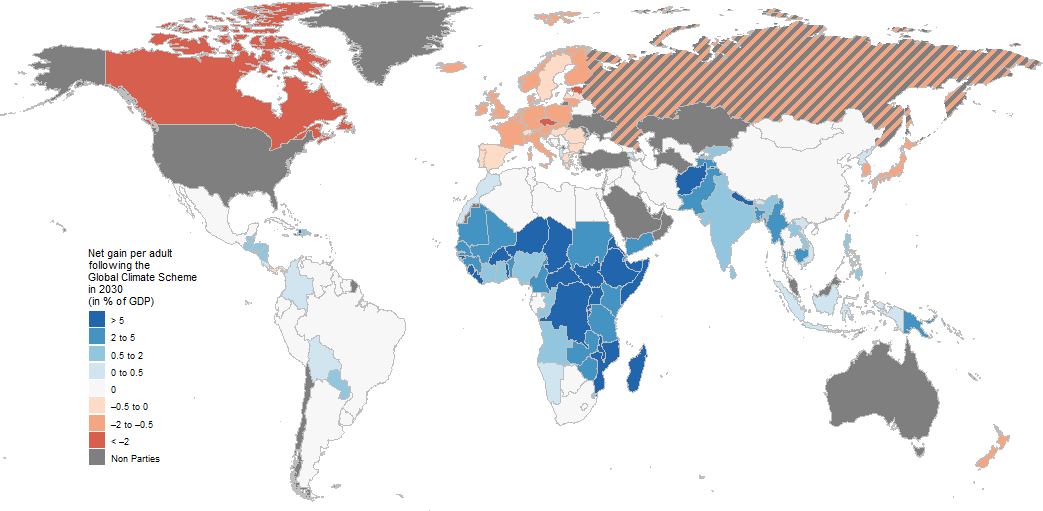 Net gain per adult
following the
Global Climate Scheme
in 2030
(in % of GDP)
> 5
2 to 5
0.5 to 2
0 to 0.5
0
–0.5 to 0
–2 to –0.5
< –2
Non Parties